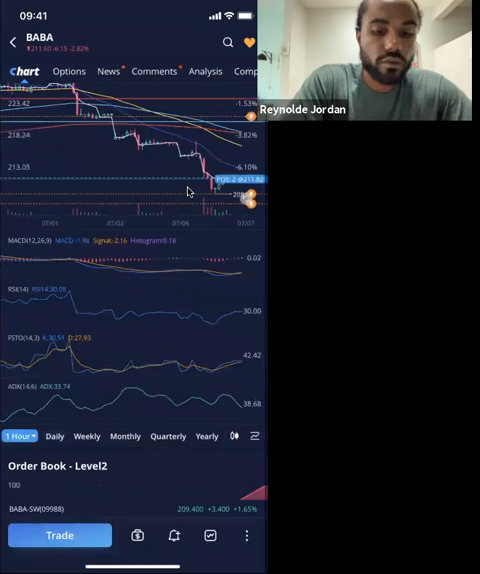 09:41
BABA
211.60 -6.15 -2.82%
Chart Options News Comments Analysis Comp
223.42 -1.53%
218.24 -3.82%
213.05 -6.10%
POS: 2 @211.82
07/01 07/02 07/06 07/07
MACD(12,26,9) MACD:-1.98 Signal:-2.16 Histogram:0.18
0.02
RSI(14) RSI14:30.08
30.00
FSTO(14,3) K:30.51 D:27.93
42.42
ADX(14,6) ADX:33.74
38.68
1 Hour Daily Weekly Monthly Quarterly Yearly
Order Book - Level2
100
BABA-SW(09988) 209.400 +3.400 +1.65%
Trade
Reynolde Jordan